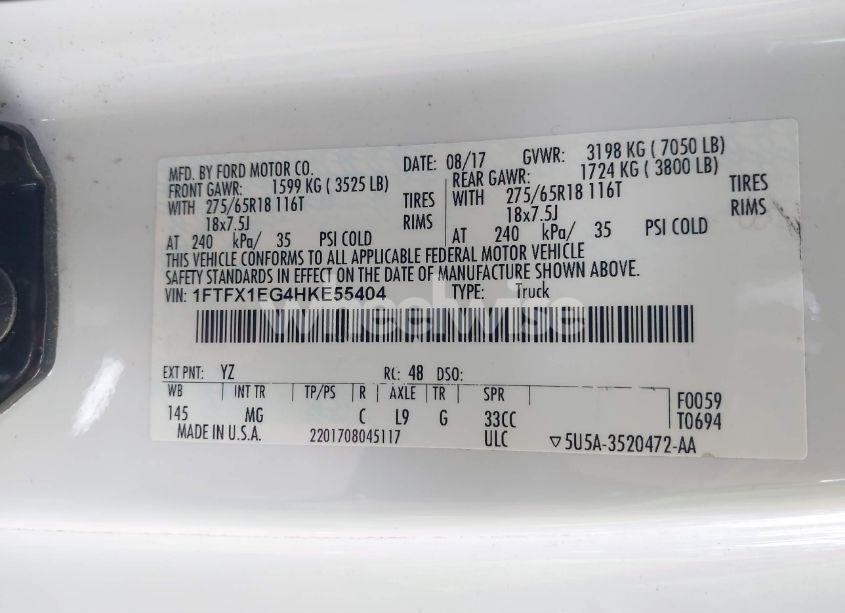 MFD. BY FORD MOTOR CO. DATE: 08/17 GVWR: 3198 KG ( 7050 LB)
FRONT GAWR: 1599 KG ( 3525 LB) REAR GAWR: 1724 KG ( 3800 LB)
WITH 275/65R18 116T TIRES WITH 275/65R18 116T TIRES
18x7.5J RIMS 18x7.5J RIMS
AT 240 kPa/ 35 PSI COLD AT 240 kPa/ 35 PSI COLD
THIS VEHICLE CONFORMS TO ALL APPLICABLE FEDERAL MOTOR VEHICLE
SAFETY STANDARDS IN EFFECT ON THE DATE OF MANUFACTURE SHOWN ABOVE.
VIN: 1FTFX1EG4HKE55404 TYPE: Truck
wheelwise
EXT PNT: YZ RC: 48 DSO:
WB INT TR TP/PS R AXLE TR SPR F0059
145 MG C L9 G 33CC T0694
MADE IN U.S.A. 2201708045117 ULC ▽5U5A-3520472-AA